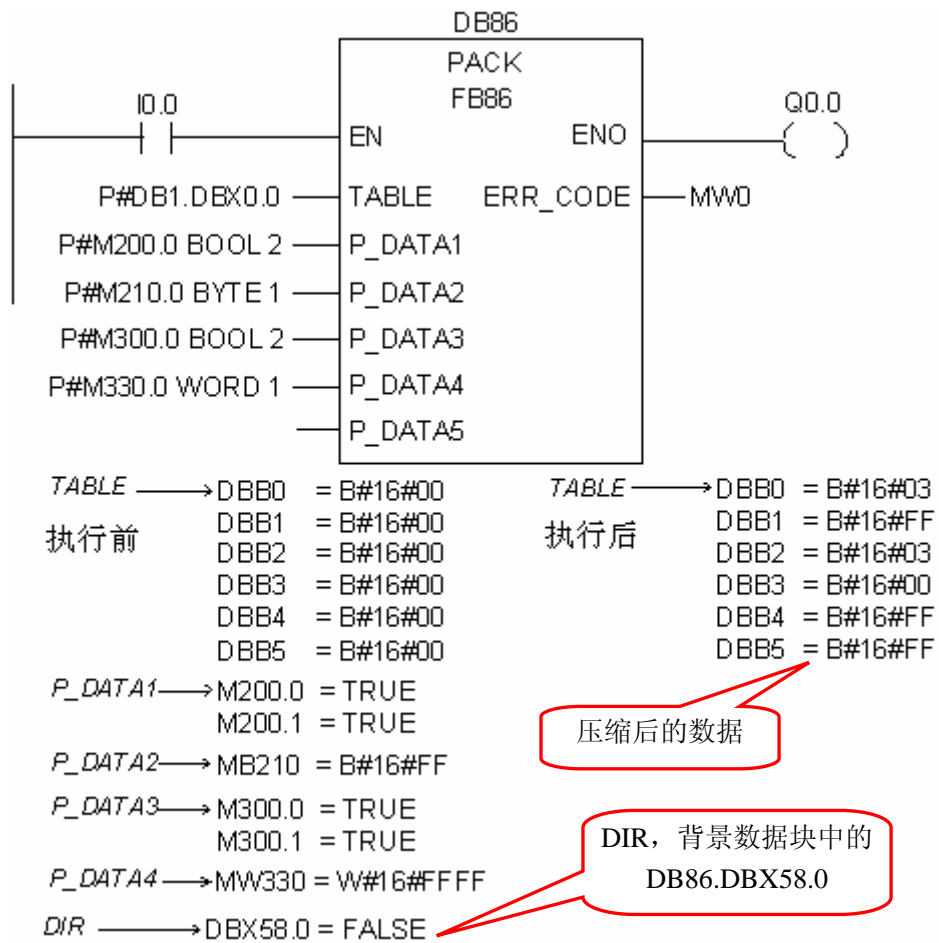 DB86
PACK
FB86
I0.0
Q0.0
EN
ENO
P#DB1.DBX0.0
TABLE
ERR_CODE
MW0
P#M200.0 BOOL 2
P_DATA1
P#M210.0 BYTE 1
P_DATA2
P#M300.0 BOOL 2
P_DATA3
P#M330.0 WORD 1
P_DATA4
P_DATA5
TABLE
执行前
DBB0 = B#16#00
DBB1 = B#16#00
DBB2 = B#16#00
DBB3 = B#16#00
DBB4 = B#16#00
DBB5 = B#16#00
TABLE
执行后
DBB0 = B#16#03
DBB1 = B#16#FF
DBB2 = B#16#03
DBB3 = B#16#00
DBB4 = B#16#FF
DBB5 = B#16#FF
压缩后的数据
P_DATA1 M200.0 = TRUE
M200.1 = TRUE
P_DATA2 MB210 = B#16#FF
P_DATA3 M300.0 = TRUE
M300.1 = TRUE
P_DATA4 MW330 = W#16#FFFF
DIR DBX58.0 = FALSE
DIR，背景数据块中的
DB86.DBX58.0